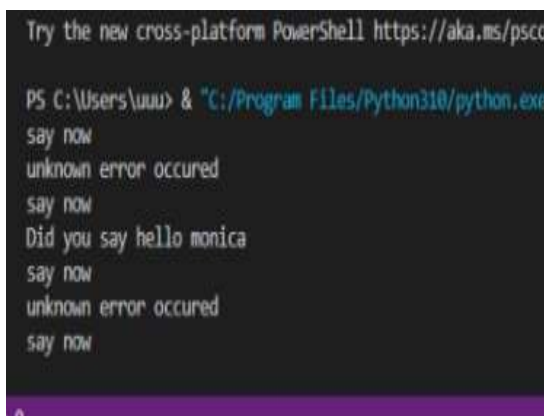 Try the new cross-platform PowerShell https://aka.ms/psco
PS C:\Users\uuu> & "C:/Program Files/Python310/python.exe
say now
unknown error occured
say now
Did you say hello monica
say now
unknown error occured
say now